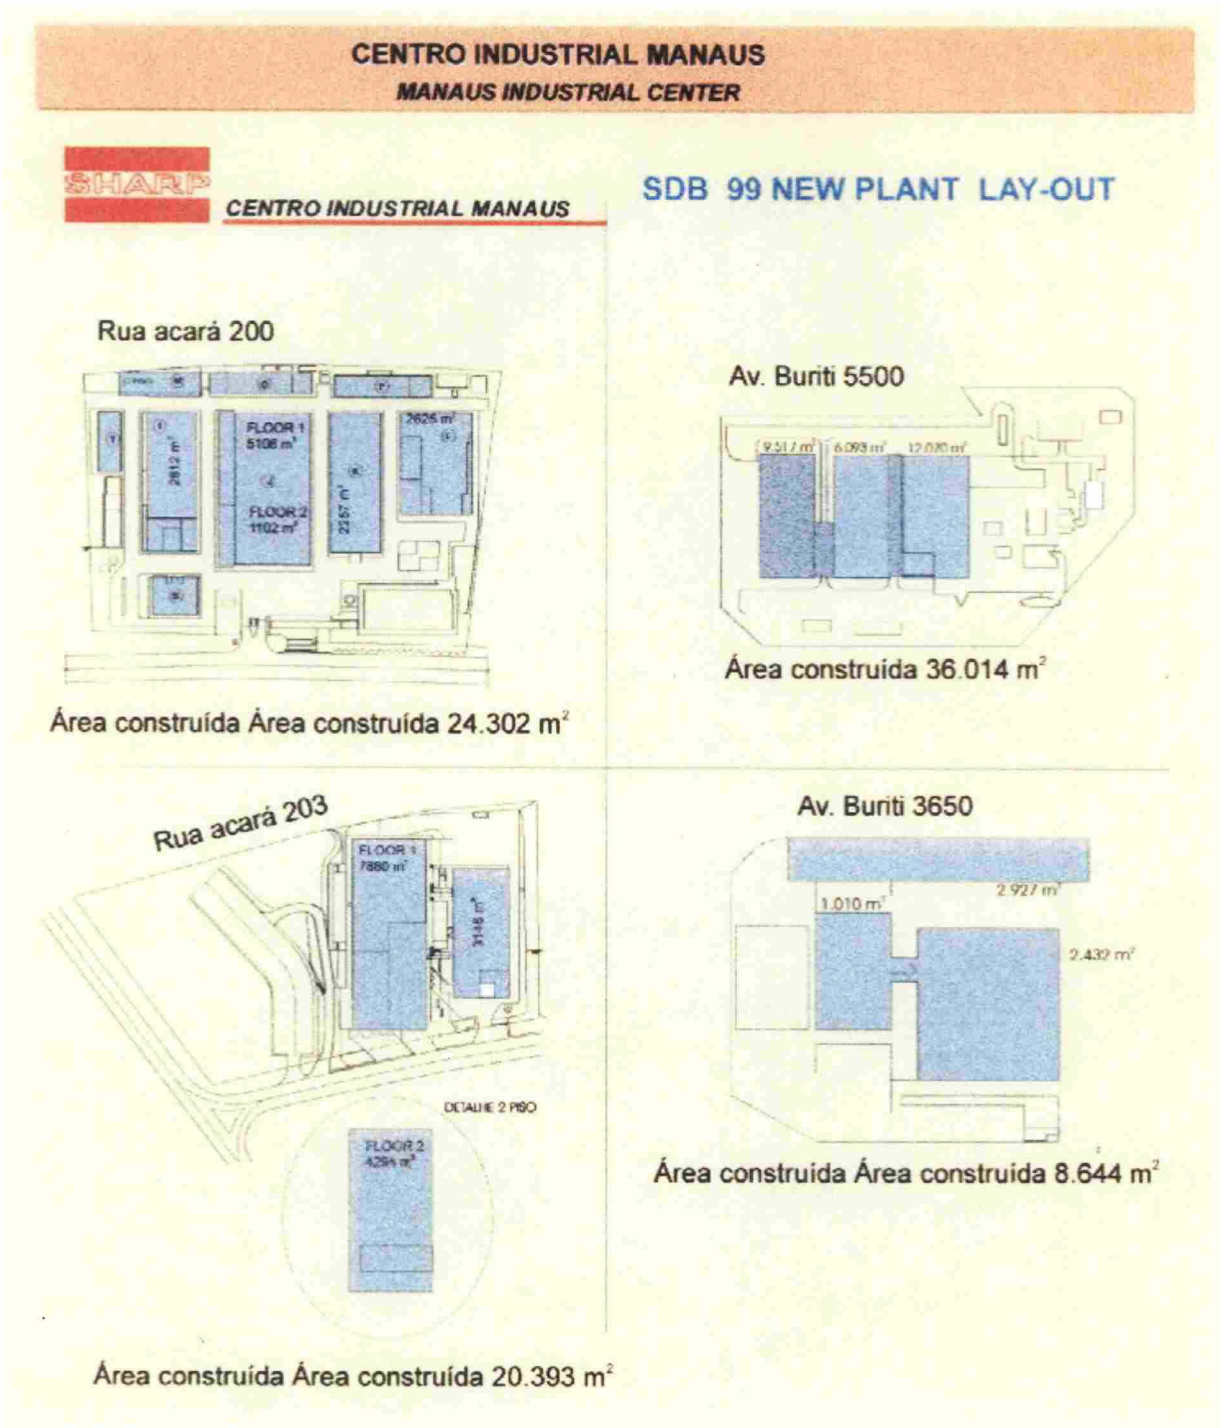 CENTRO INDUSTRIAL MANAUS
MANAUS INDUSTRIAL CENTER
SHARP
CENTRO INDUSTRIAL MANAUS
SDB 99 NEW PLANT LAY-OUT
Rua acará 200
FLOOR 1
5106 m²
FLOOR 2
1102 m²
2812 m²
2357 m²
2625 m²
Área construída Área construída 24.302 m²
Av. Buriti 5500
9.517 m²
6.093 m²
12.020 m²
Área construída 36.014 m²
Rua acará 203
FLOOR 1
7880 m²
3146 m²
DETALHE 2 PISO
FLOOR 2
4294 m²
Área construída Área construída 20.393 m²
Av. Buriti 3650
2.927 m²
1.010 m²
2.432 m²
Área construída Área construída 8.644 m²